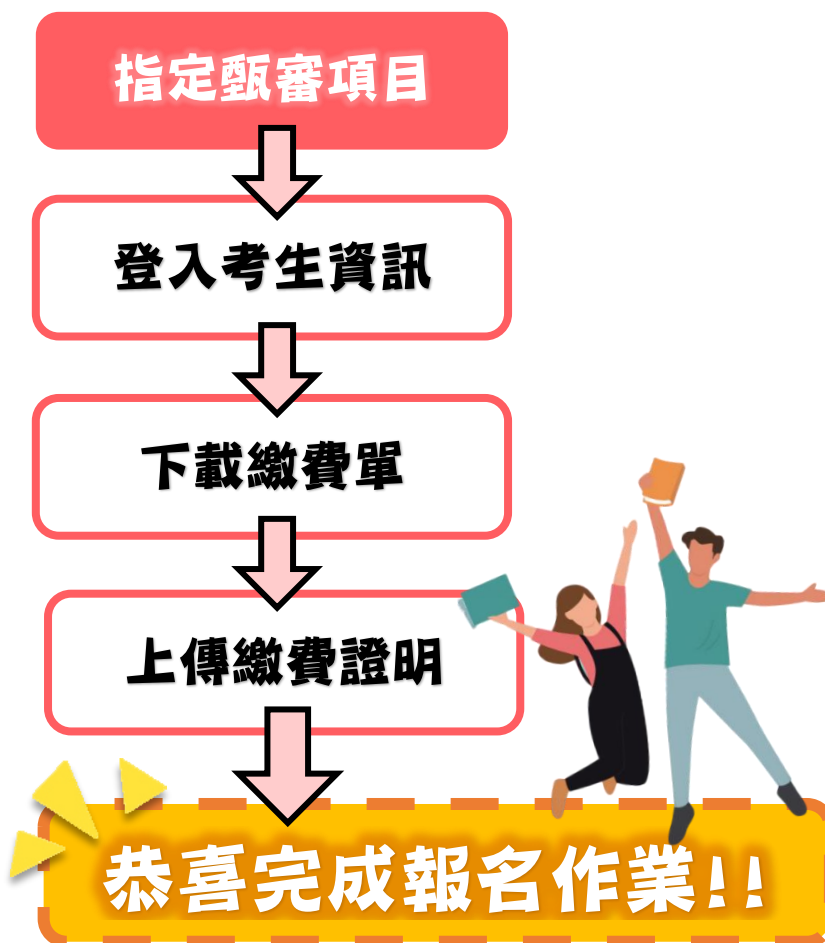 指定甄審項目
登入考生資訊
下載繳費單
上傳繳費證明
恭喜完成報名作業!!